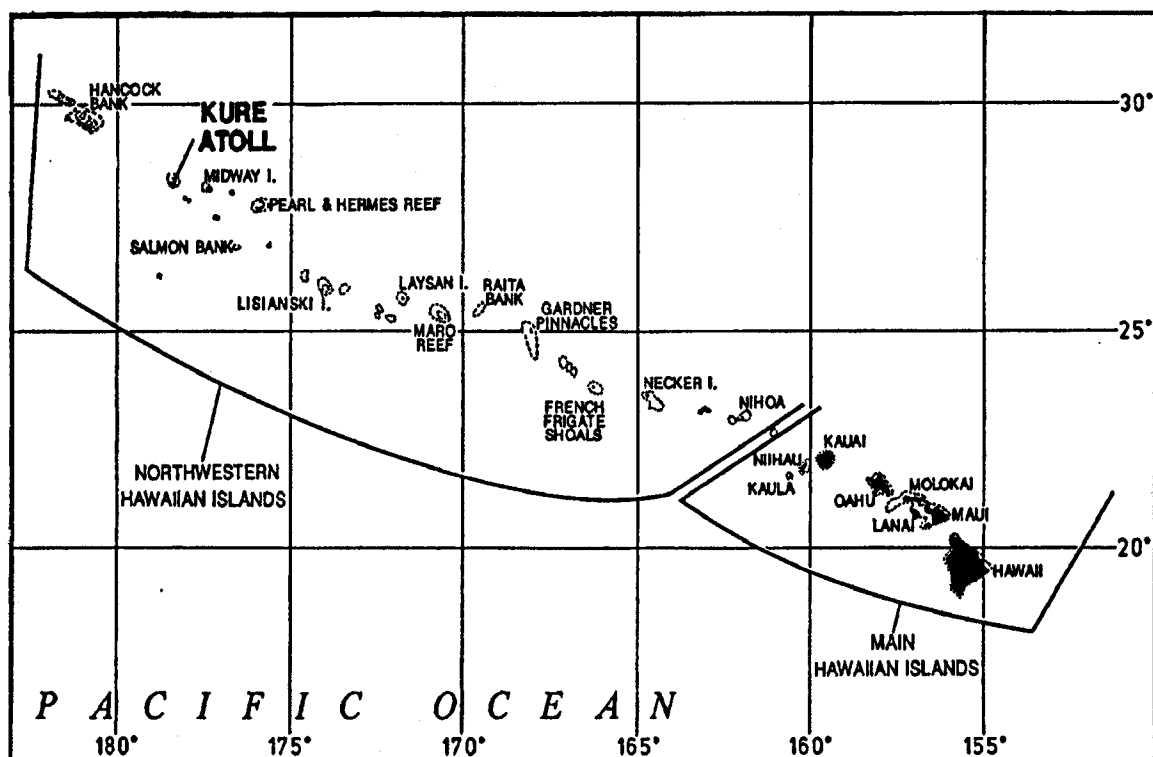 HANCOCK
BANK
30°
KURE
ATOLL
MIDWAY I.
PEARL & HERMES REEF
SALMON BANK
LISIANSKI I.
LAYSAN I.
RAITA
BANK
MARO
REEF
GARDNER
PINNACLES
25°
NECKER I.
FRENCH
FRIGATE
SHOALS
NIHOA
NORTHWESTERN
HAWAIIAN ISLANDS
NIIHAU
KAUAI
KAULA
OAHU
MOLOKAI
LANAI
MAUI
20°
HAWAII
MAIN
HAWAIIAN ISLANDS
PACIFIC OCEAN
180° 175° 170° 165° 160° 155°